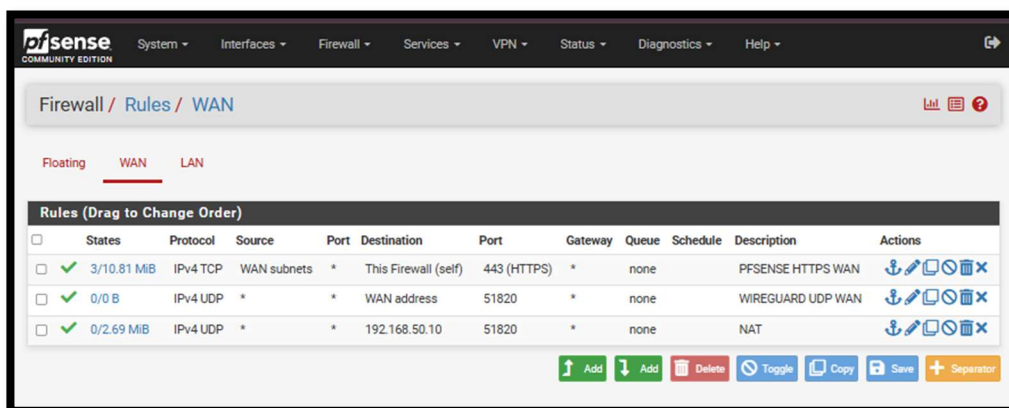 pfsense System Interfaces Firewall Services VPN Status Diagnostics Help
COMMUNITY EDITION
Firewall / Rules / WAN
Floating WAN LAN
Rules (Drag to Change Order)
States Protocol Source Port Destination Port Gateway Queue Schedule Description Actions
3/10.81 MiB IPv4 TCP WAN subnets * This Firewall (self) 443 (HTTPS) * none PFSENSE HTTPS WAN
0/0 B IPv4 UDP * * WAN address 51820 * none WIREGUARD UDP WAN
0/2.69 MiB IPv4 UDP * * 192.168.50.10 51820 * none NAT
Add Add Delete Toggle Copy Save Separator